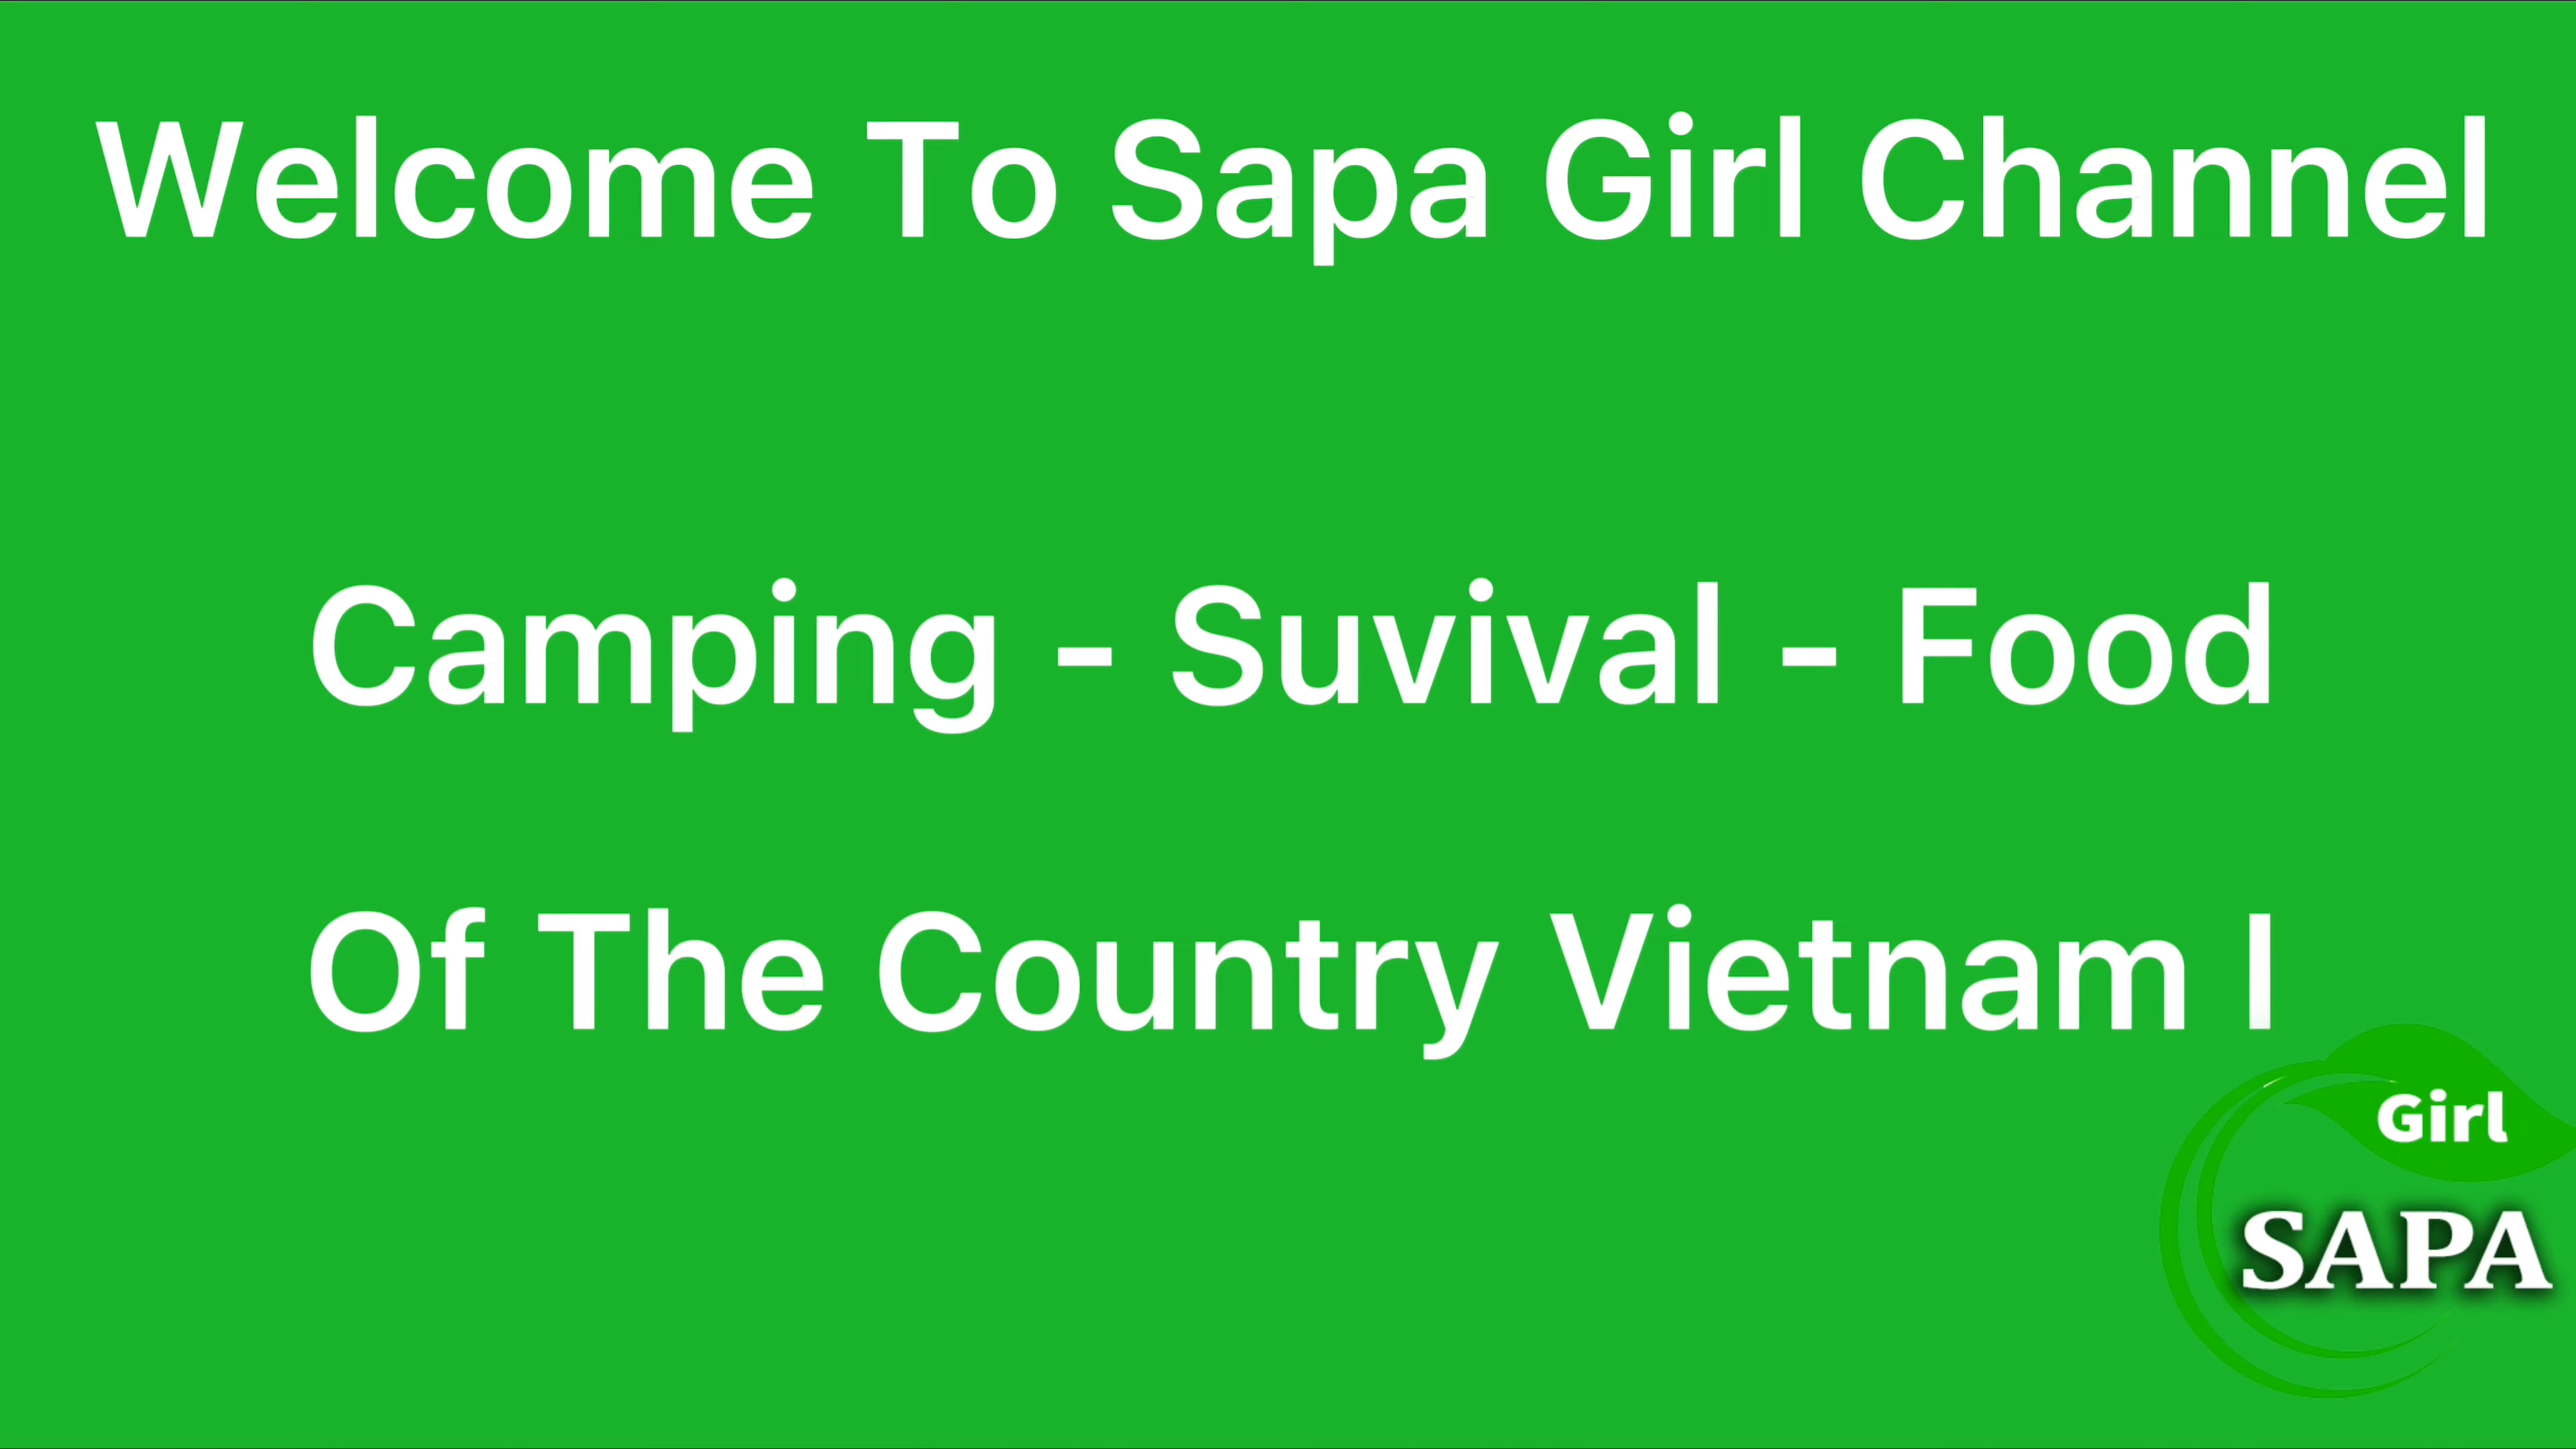 Welcome To Sapa Girl Channel
Camping - Suvival - Food
Of The Country Vietnam I
Girl
SAPA